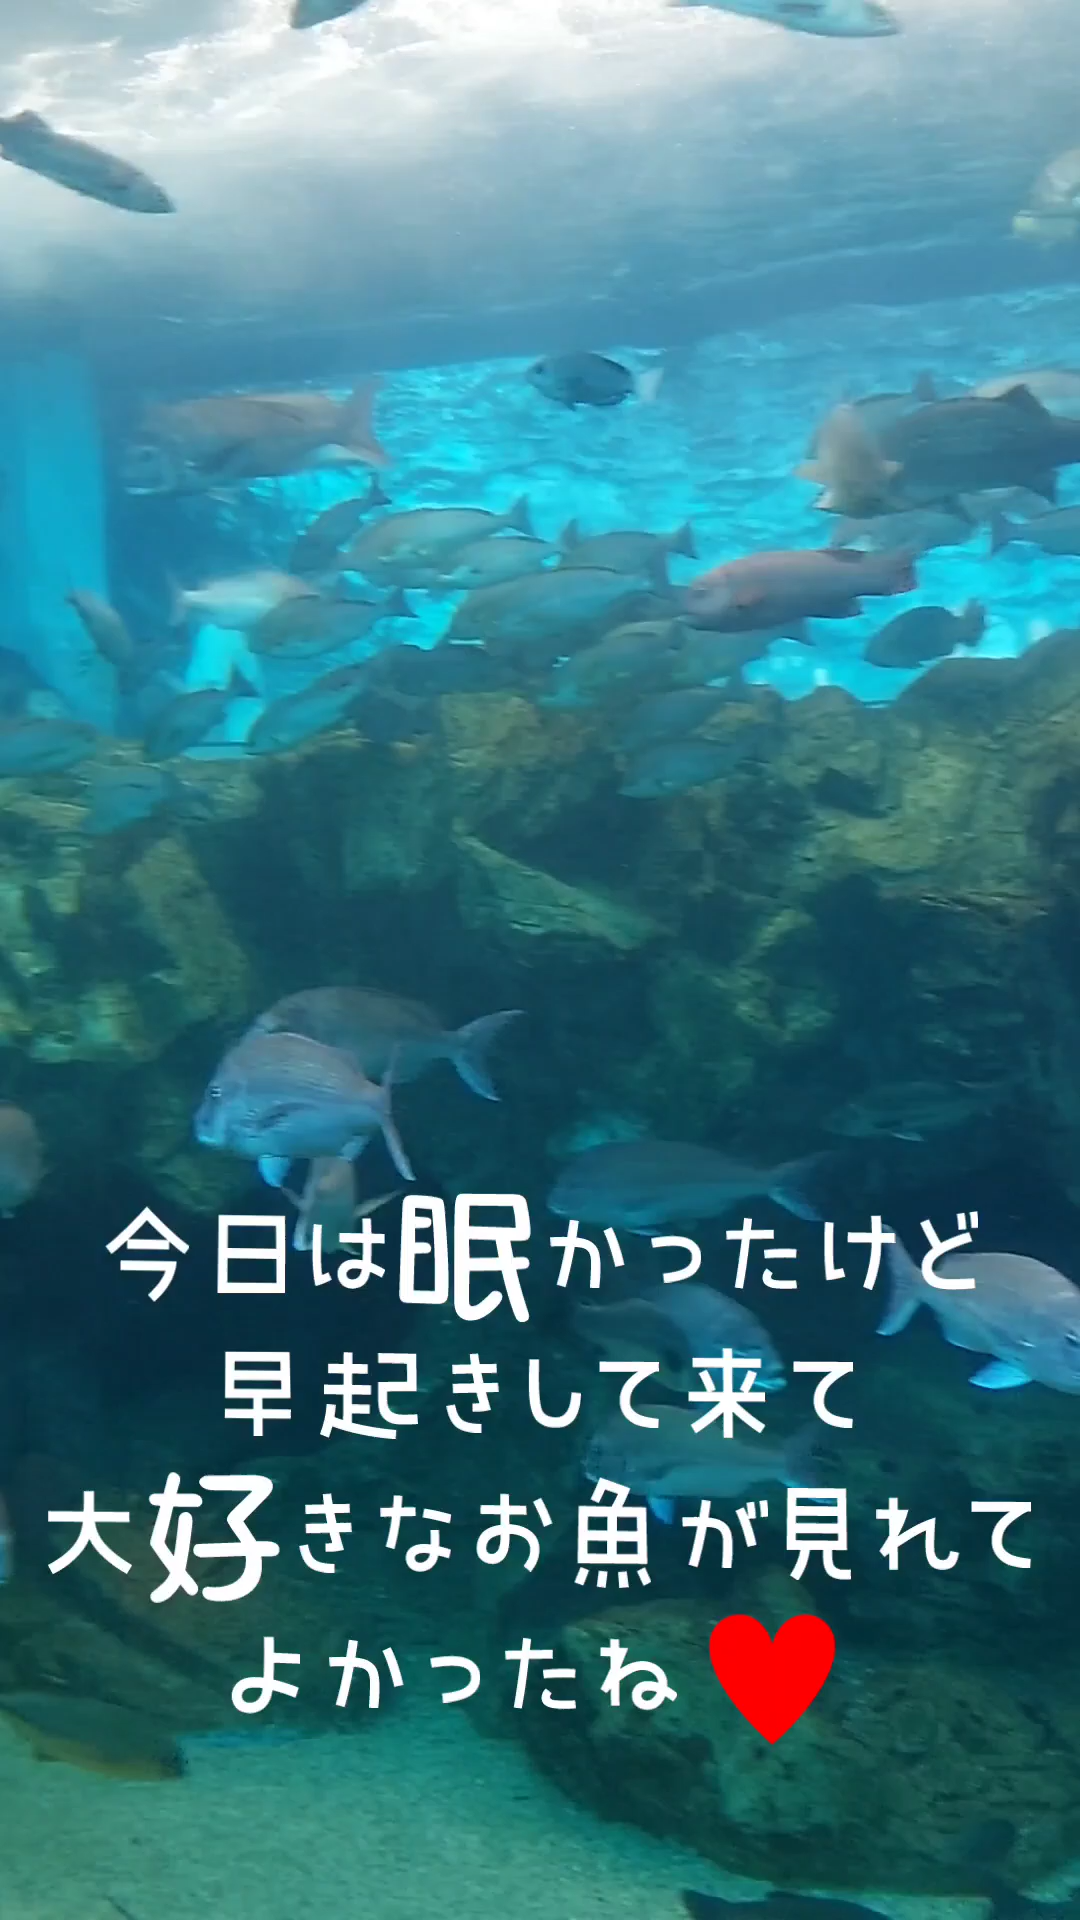 今日は眠かったけど
早起きして来て
大好きなお魚が見れて
よかったね♥